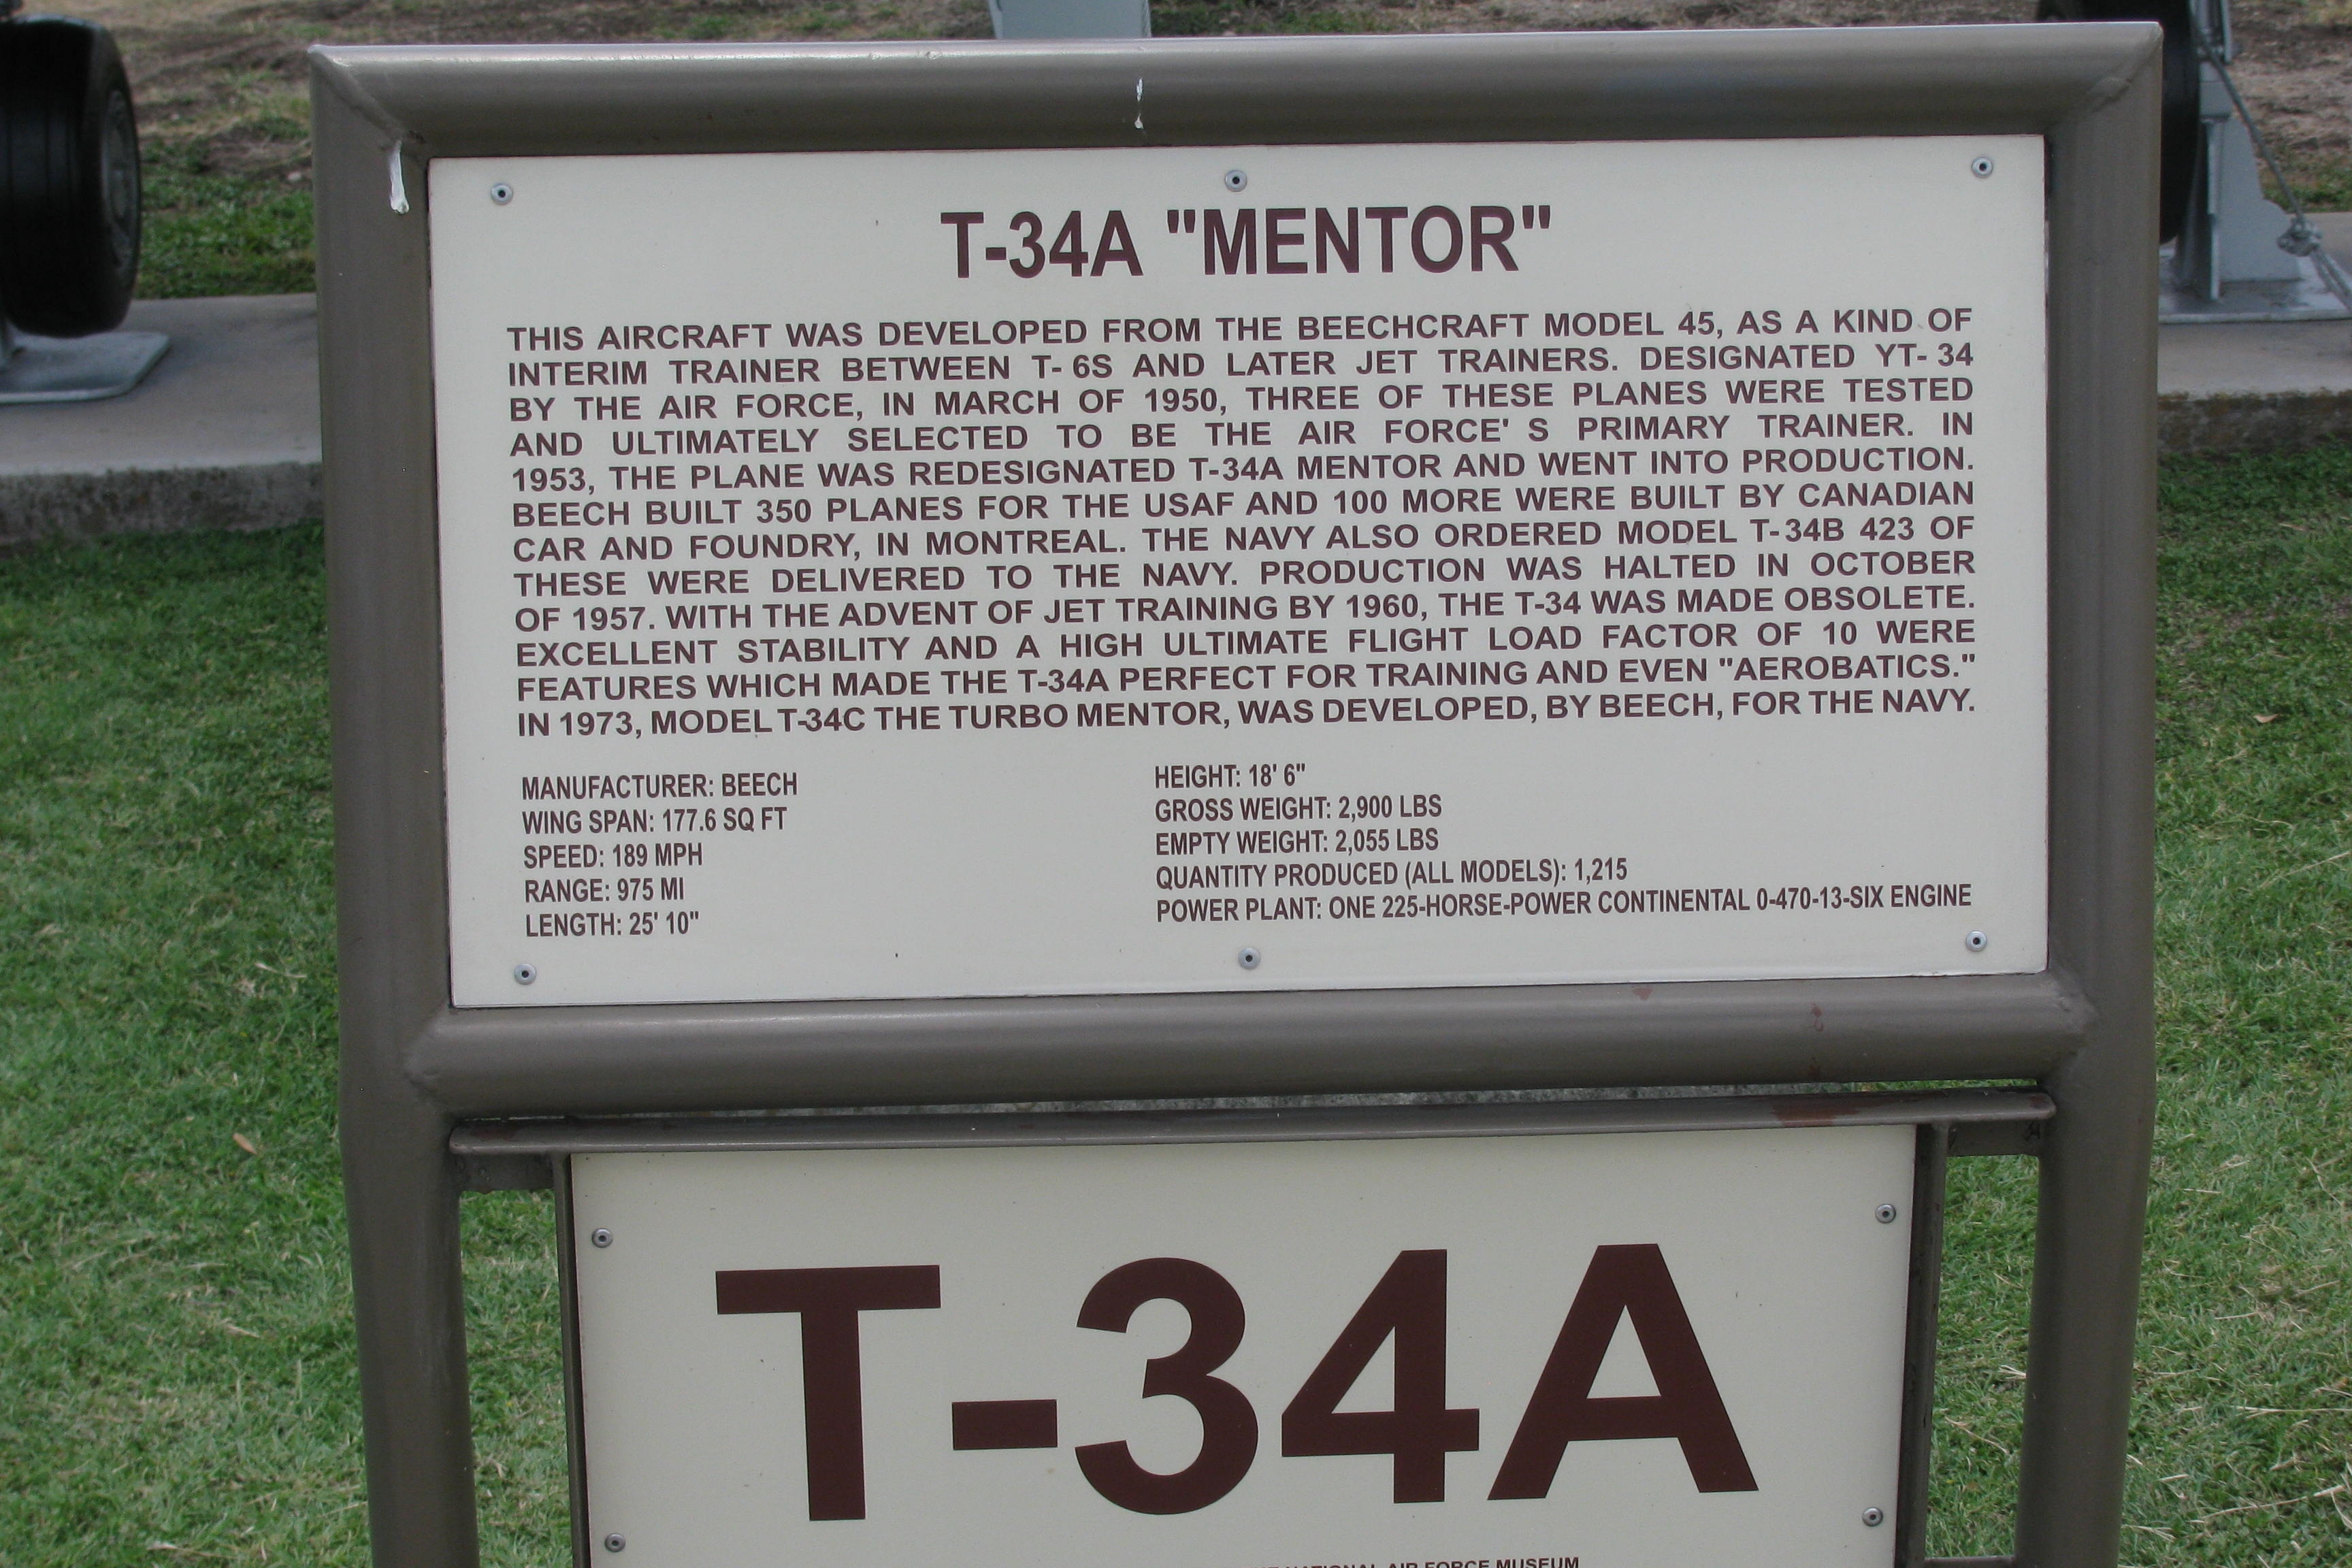 T-34A "MENTOR"
THIS AIRCRAFT WAS DEVELOPED FROM THE BEECHCRAFT MODEL 45, AS A KIND OF
INTERIM TRAINER BETWEEN T- 6S AND LATER JET TRAINERS. DESIGNATED YT- 34
BY THE AIR FORCE, IN MARCH OF 1950, THREE OF THESE PLANES WERE TESTED
AND ULTIMATELY SELECTED TO BE THE AIR FORCE' S PRIMARY TRAINER. IN
1953, THE PLANE WAS REDESIGNATED T-34A MENTOR AND WENT INTO PRODUCTION.
BEECH BUILT 350 PLANES FOR THE USAF AND 100 MORE WERE BUILT BY CANADIAN
CAR AND FOUNDRY, IN MONTREAL. THE NAVY ALSO ORDERED MODEL T-34B 423 OF
THESE WERE DELIVERED TO THE NAVY. PRODUCTION WAS HALTED IN OCTOBER
OF 1957. WITH THE ADVENT OF JET TRAINING BY 1960, THE T-34 WAS MADE OBSOLETE.
EXCELLENT STABILITY AND A HIGH ULTIMATE FLIGHT LOAD FACTOR OF 10 WERE
FEATURES WHICH MADE THE T-34A PERFECT FOR TRAINING AND EVEN "AEROBATICS."
IN 1973, MODEL T-34C THE TURBO MENTOR, WAS DEVELOPED, BY BEECH, FOR THE NAVY.
MANUFACTURER: BEECH
WING SPAN: 177.6 SQ FT
SPEED: 189 MPH
RANGE: 975 MI
LENGTH: 25' 10"
HEIGHT: 18' 6"
GROSS WEIGHT: 2,900 LBS
EMPTY WEIGHT: 2,055 LBS
QUANTITY PRODUCED (ALL MODELS): 1,215
POWER PLANT: ONE 225-HORSE-POWER CONTINENTAL 0-470-13-SIX ENGINE
T-34A
NATIONAL AIR FORCE MUSEUM